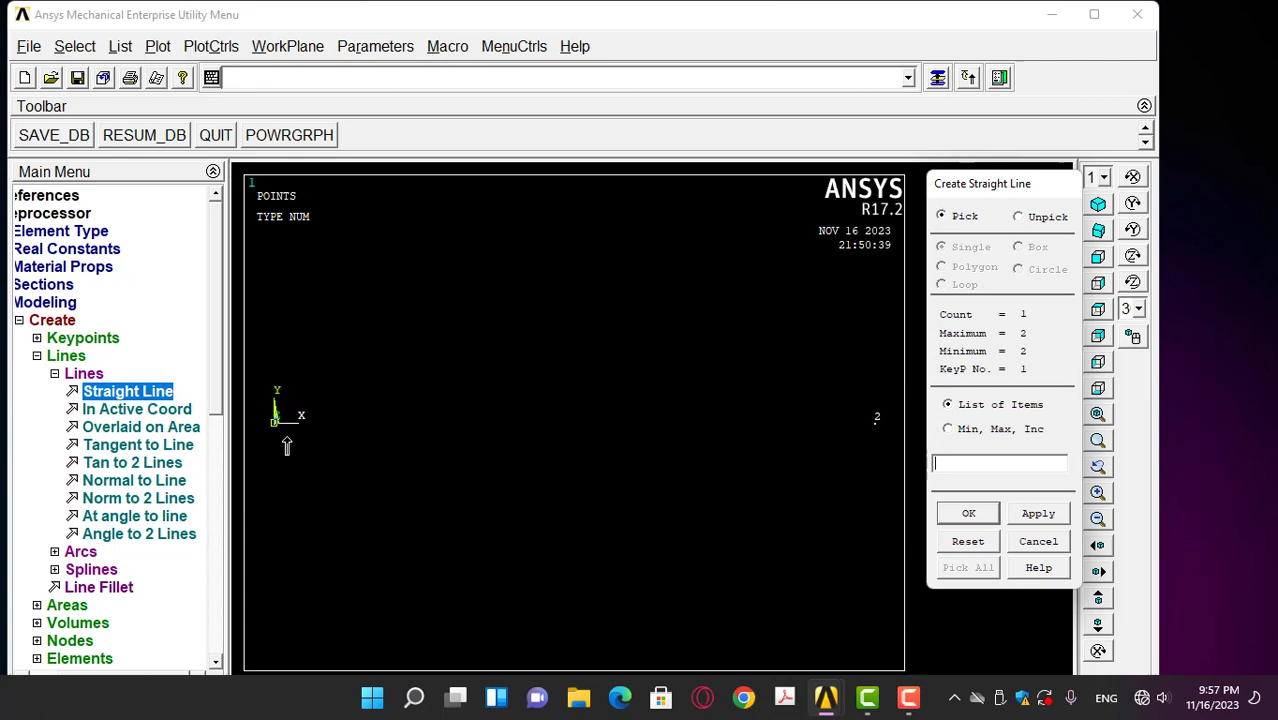 Ansys Mechanical Enterprise Utility Menu
File Select List Plot PlotCtrls WorkPlane Parameters Macro MenuCtrls Help
Toolbar
SAVE_DB RESUM_DB QUIT POWRGRPH
Main Menu
eferences
eprocessor
Element Type
Real Constants
Material Props
Sections
Modeling
Create
Keypoints
Lines
Lines
Straight Line
In Active Coord
Overlaid on Area
Tangent to Line
Tan to 2 Lines
Normal to Line
Norm to 2 Lines
At angle to line
Angle to 2 Lines
Arcs
Splines
Line Fillet
Areas
Volumes
Nodes
Elements
1
POINTS
TYPE NUM
ANSYS
R17.2
NOV 16 2023
21:50:39
Y
X
2
Create Straight Line
Pick Unpick
Single Box
Polygon Circle
Loop
Count = 1
Maximum = 2
Minimum = 2
KeyP No. = 1
List of Items
Min, Max, Inc
OK Apply
Reset Cancel
Pick All Help
1
3
ENG
9:57 PM
11/16/2023